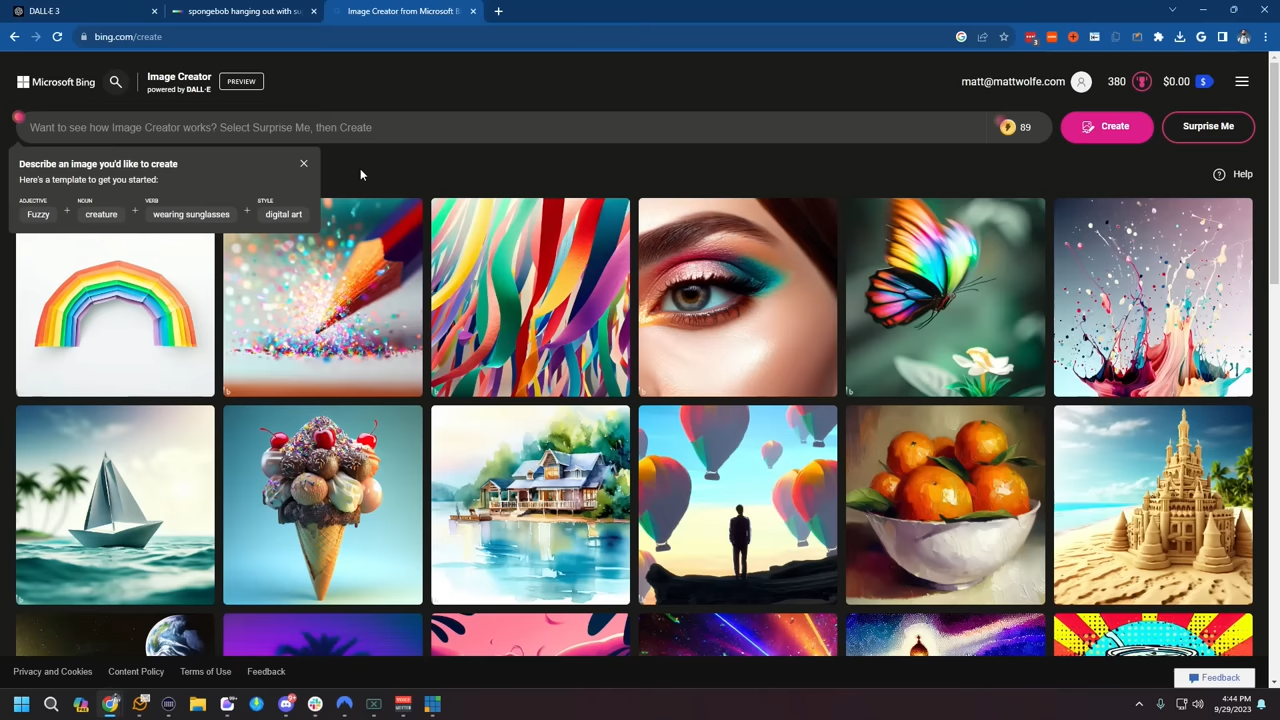 DALL·E 3
spongebob hanging out with su
Image Creator from Microsoft B
bing.com/create
3
Microsoft Bing
Image Creator
powered by DALL·E
PREVIEW
matt@mattwolfe.com
380
$0.00
$
Want to see how Image Creator works? Select Surprise Me, then Create
89
Create
Surprise Me
Describe an image you'd like to create
Here's a template to get you started:
ADJECTIVE NOUN VERB STYLE
Fuzzy + creature + wearing sunglasses + digital art
Help
Privacy and Cookies Content Policy Terms of Use Feedback
Feedback
4:44 PM
9/29/2023